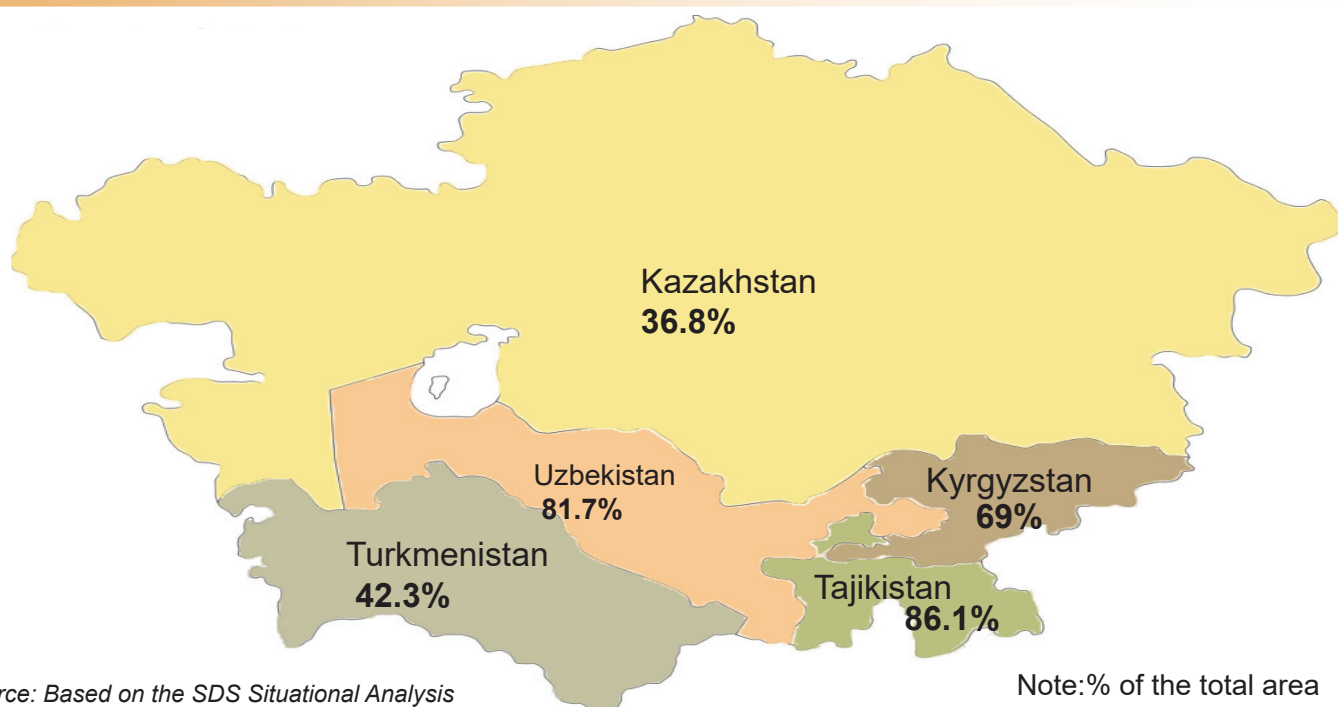 Kazakhstan
36.8%
Uzbekistan
81.7%
Kyrgyzstan
69%
Turkmenistan
42.3%
Tajikistan
86.1%
rce: Based on the SDS Situational Analysis
Note:% of the total area